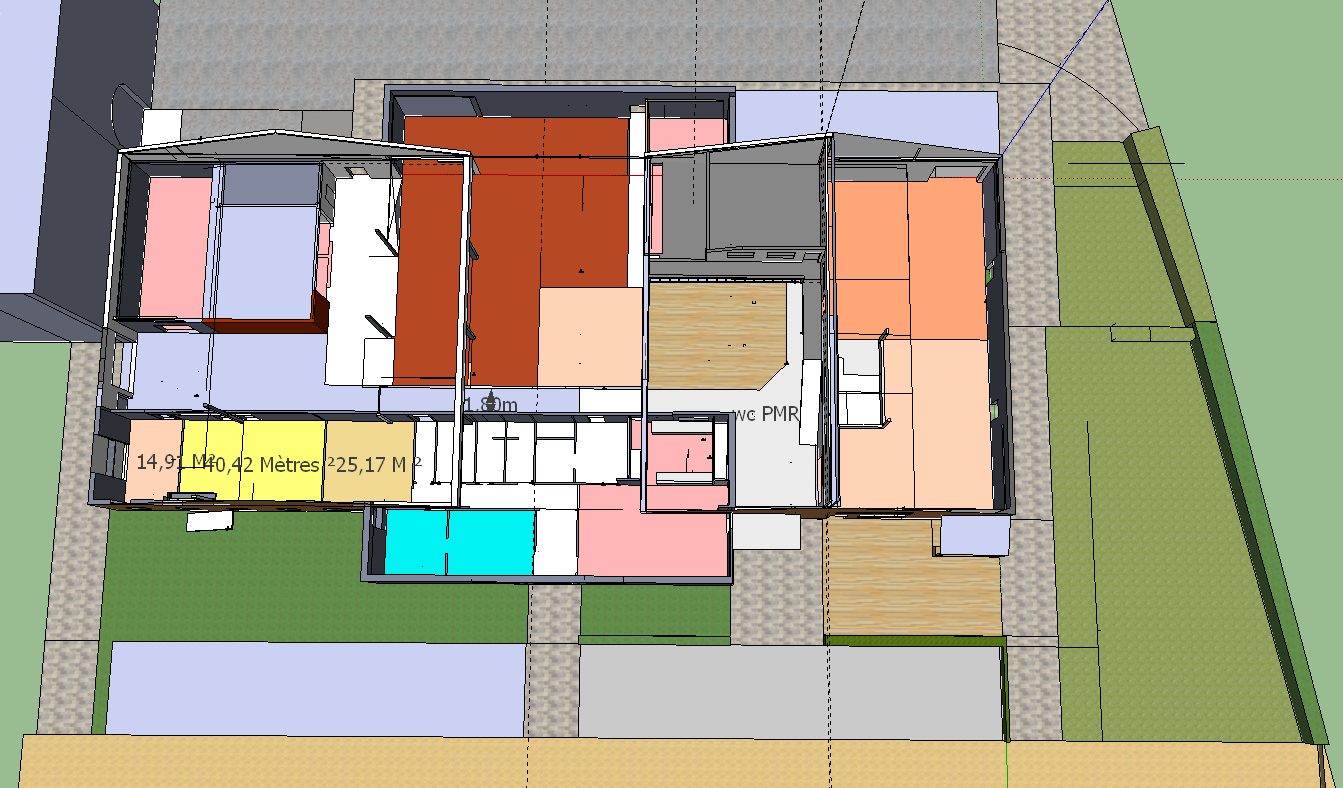 1.80m
wc PMR
14,91 M²
40,42 Mètres ²
25,17 M ²